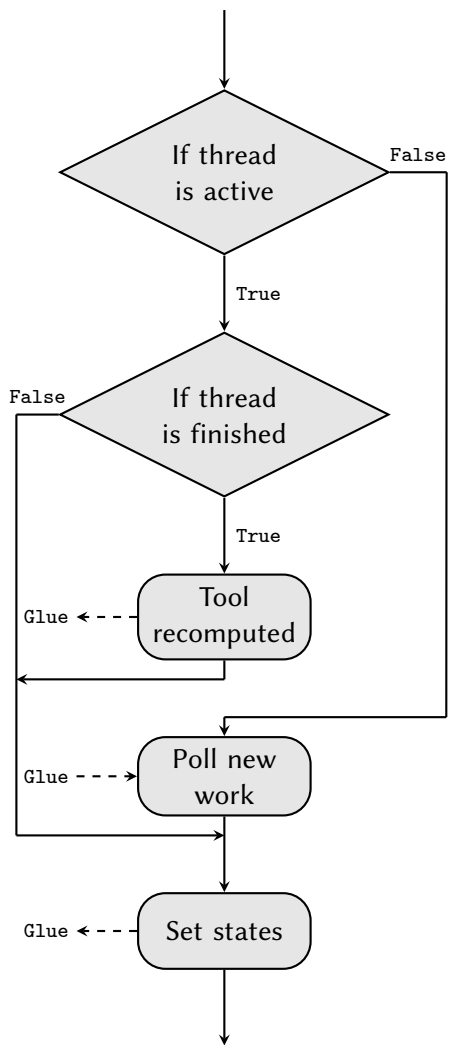 If thread
is active
False
True
False
If thread
is finished
True
Tool
recomputed
Glue
Poll new
work
Glue
Set states
Glue